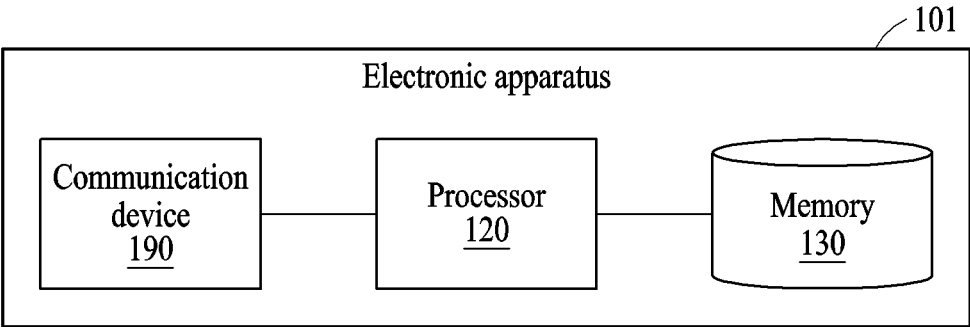 101
Electronic apparatus
Communication
device
190
Processor
120
Memory
130